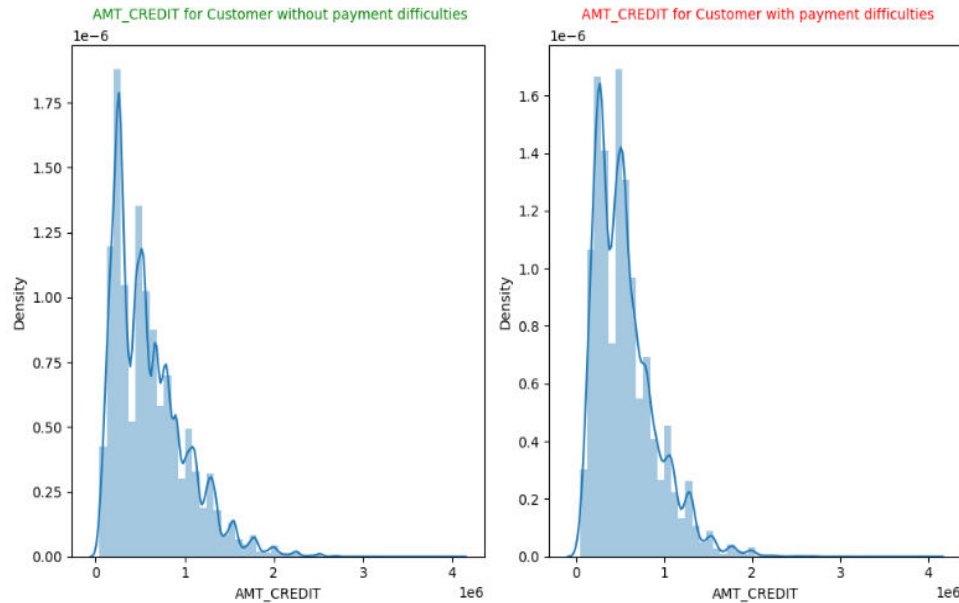 AMT_CREDIT for Customer without payment difficulties
1e−6
1.75
1.50
1.25
1.00
0.75
0.50
0.25
0.00
Density
0
1
2
3
4
1e6
AMT_CREDIT
AMT_CREDIT for Customer with payment difficulties
1e−6
1.6
1.4
1.2
1.0
0.8
0.6
0.4
0.2
0.0
Density
0
1
2
3
4
1e6
AMT_CREDIT